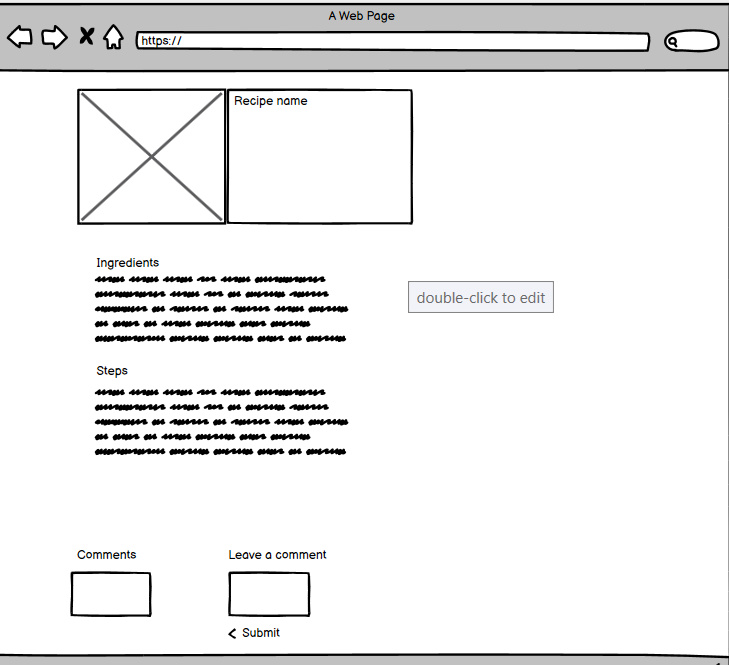 A Web Page
https://
Recipe name
Ingredients
double-click to edit
Steps
Comments
Leave a comment
Submit